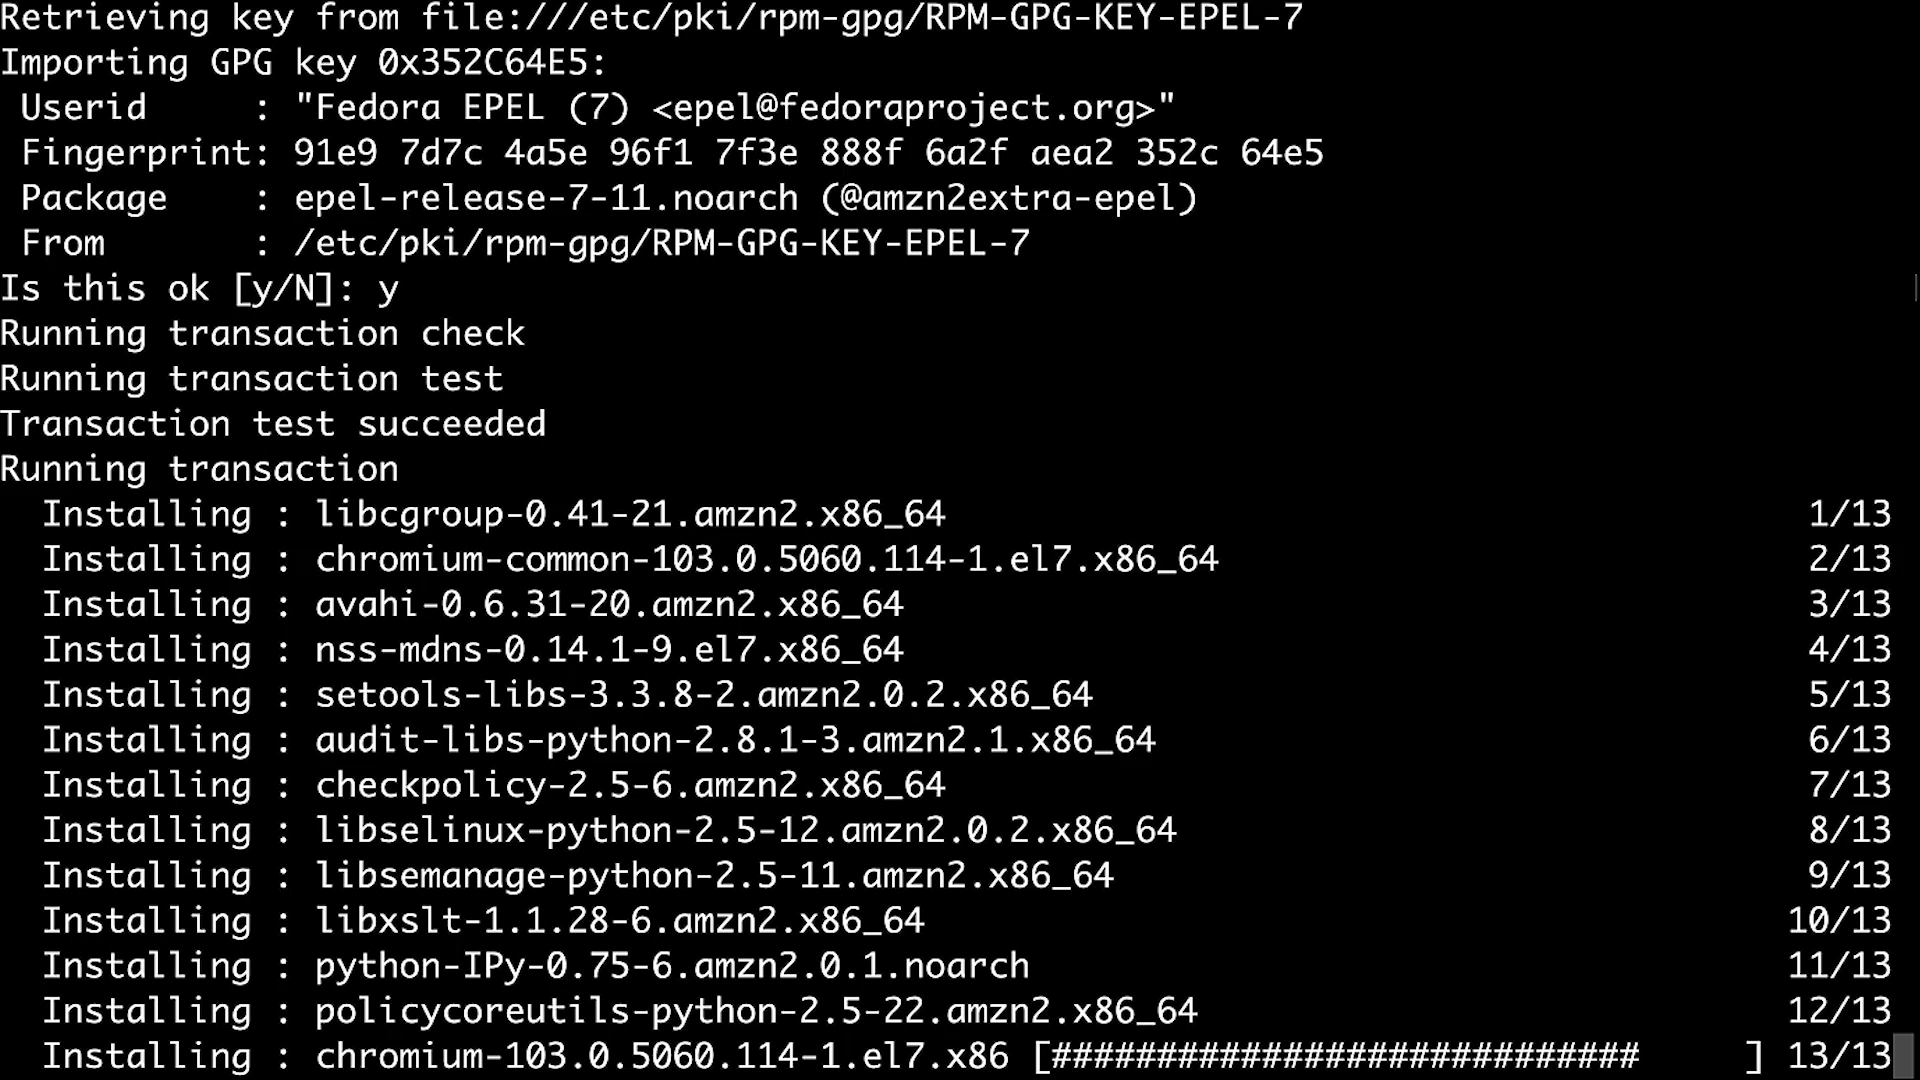 Retrieving key from file:///etc/pki/rpm-gpg/RPM-GPG-KEY-EPEL-7
Importing GPG key 0x352C64E5:
 Userid     : "Fedora EPEL (7) <epel@fedoraproject.org>"
 Fingerprint: 91e9 7d7c 4a5e 96f1 7f3e 888f 6a2f aea2 352c 64e5
 Package    : epel-release-7-11.noarch (@amzn2extra-epel)
 From       : /etc/pki/rpm-gpg/RPM-GPG-KEY-EPEL-7
Is this ok [y/N]: y
Running transaction check
Running transaction test
Transaction test succeeded
Running transaction
  Installing : libcgroup-0.41-21.amzn2.x86_64 1/13
  Installing : chromium-common-103.0.5060.114-1.el7.x86_64 2/13
  Installing : avahi-0.6.31-20.amzn2.x86_64 3/13
  Installing : nss-mdns-0.14.1-9.el7.x86_64 4/13
  Installing : setools-libs-3.3.8-2.amzn2.0.2.x86_64 5/13
  Installing : audit-libs-python-2.8.1-3.amzn2.1.x86_64 6/13
  Installing : checkpolicy-2.5-6.amzn2.x86_64 7/13
  Installing : libselinux-python-2.5-12.amzn2.0.2.x86_64 8/13
  Installing : libsemanage-python-2.5-11.amzn2.x86_64 9/13
  Installing : libxslt-1.1.28-6.amzn2.x86_64 10/13
  Installing : python-IPy-0.75-6.amzn2.0.1.noarch 11/13
  Installing : policycoreutils-python-2.5-22.amzn2.x86_64 12/13
  Installing : chromium-103.0.5060.114-1.el7.x86 [############################     ] 13/13